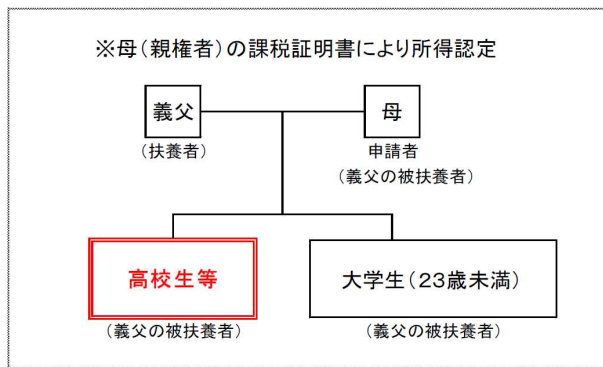 ※母(親権者)の課税証明書により所得認定
義父
母
(扶養者)
申請者
(義父の被扶養者)
高校生等
大学生(23歳未満)
(義父の被扶養者)
(義父の被扶養者)